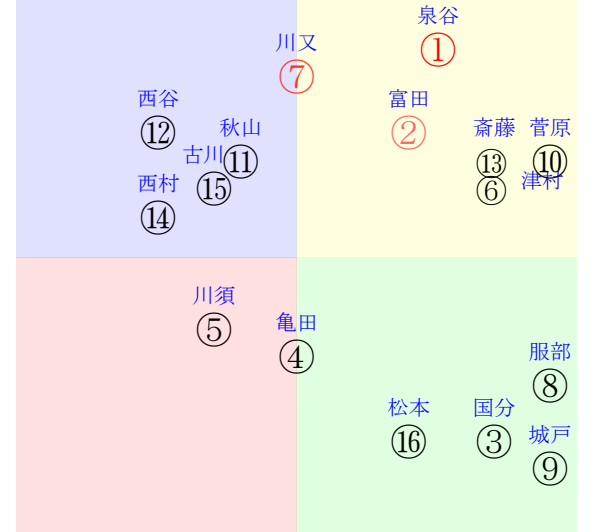 泉谷
①
川又
⑦
西谷
⑫
富田
②
秋山
⑪
斎藤
⑬
菅原
⑩
古川
⑮
津村
⑥
西村
⑭
川須
⑤
亀田
④
服部
⑧
松本
⑯
国分
③
城戸
⑨